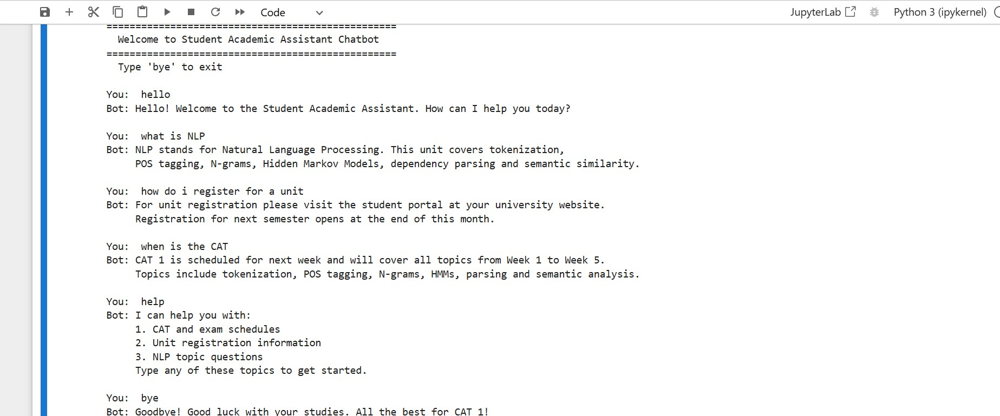 Code
JupyterLab
Python 3 (ipykernel)
==================================================
Welcome to Student Academic Assistant Chatbot
==================================================
Type 'bye' to exit
You: hello
Bot: Hello! Welcome to the Student Academic Assistant. How can I help you today?
You: what is NLP
Bot: NLP stands for Natural Language Processing. This unit covers tokenization,
POS tagging, N-grams, Hidden Markov Models, dependency parsing and semantic similarity.
You: how do i register for a unit
Bot: For unit registration please visit the student portal at your university website.
Registration for next semester opens at the end of this month.
You: when is the CAT
Bot: CAT 1 is scheduled for next week and will cover all topics from Week 1 to Week 5.
Topics include tokenization, POS tagging, N-grams, HMMs, parsing and semantic analysis.
You: help
Bot: I can help you with:
1. CAT and exam schedules
2. Unit registration information
3. NLP topic questions
Type any of these topics to get started.
You: bye
Bot: Goodbye! Good luck with your studies. All the best for CAT 1!